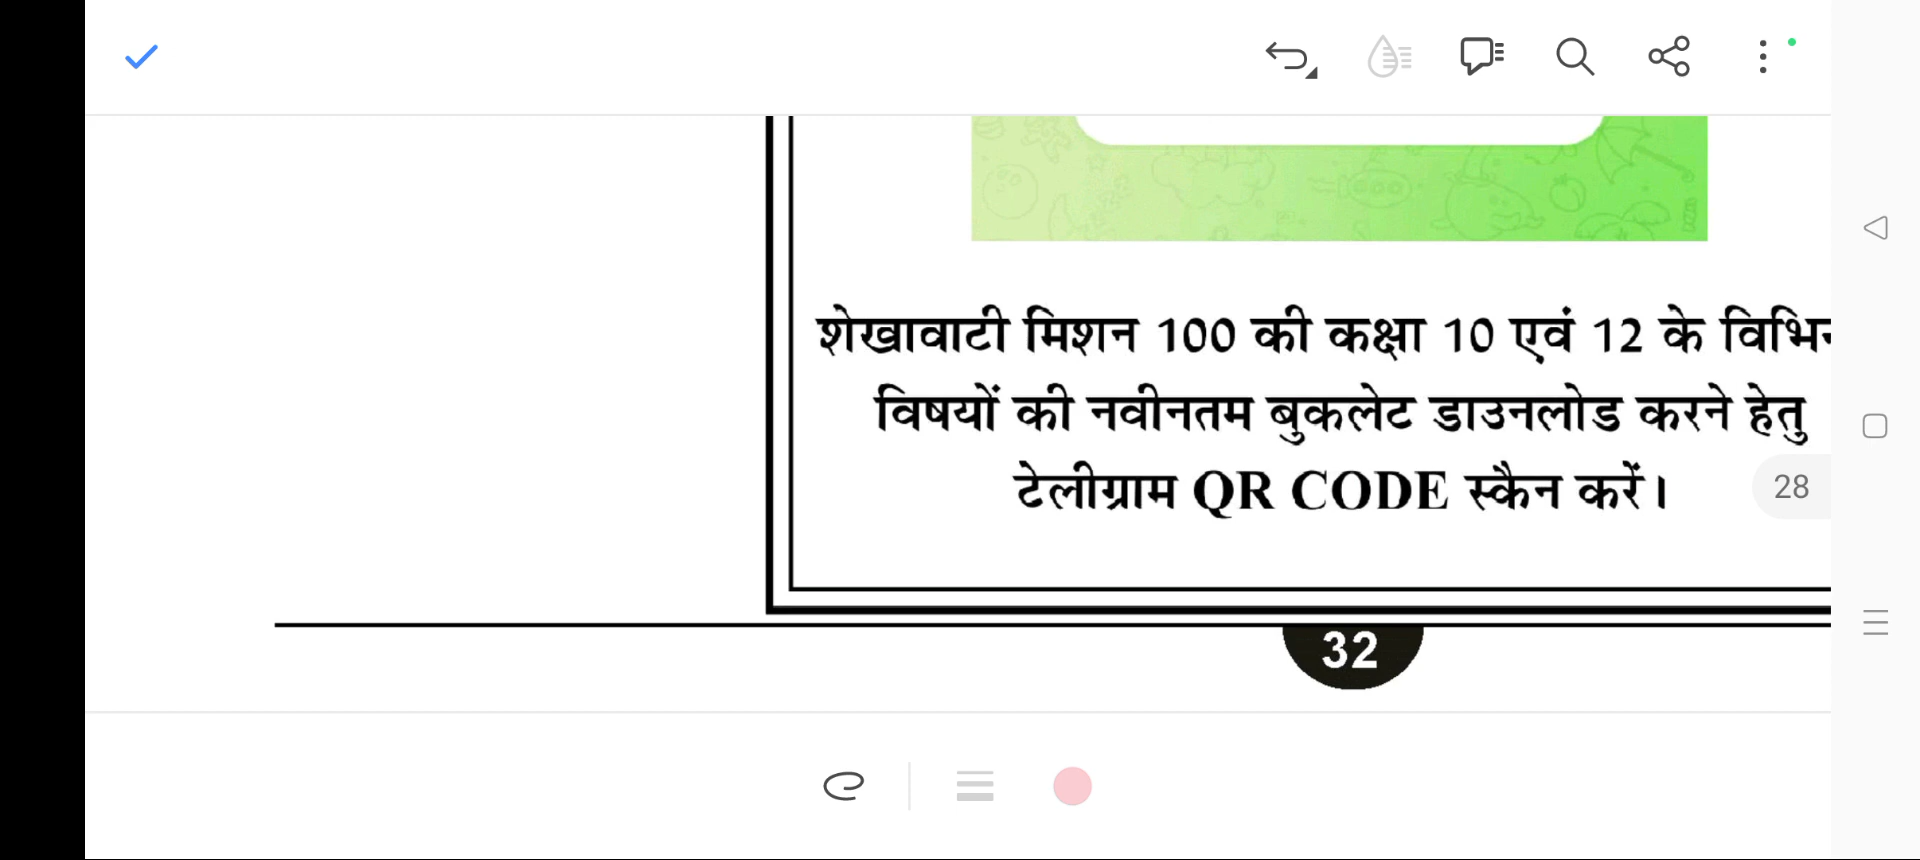 शेखावाटी मिशन 100 की कक्षा 10 एवं 12 के
विषयों की नवीनतम बुकलेट डाउनलोड करने हेतु
टेलीग्राम QR CODE स्कैन करें।
28
32